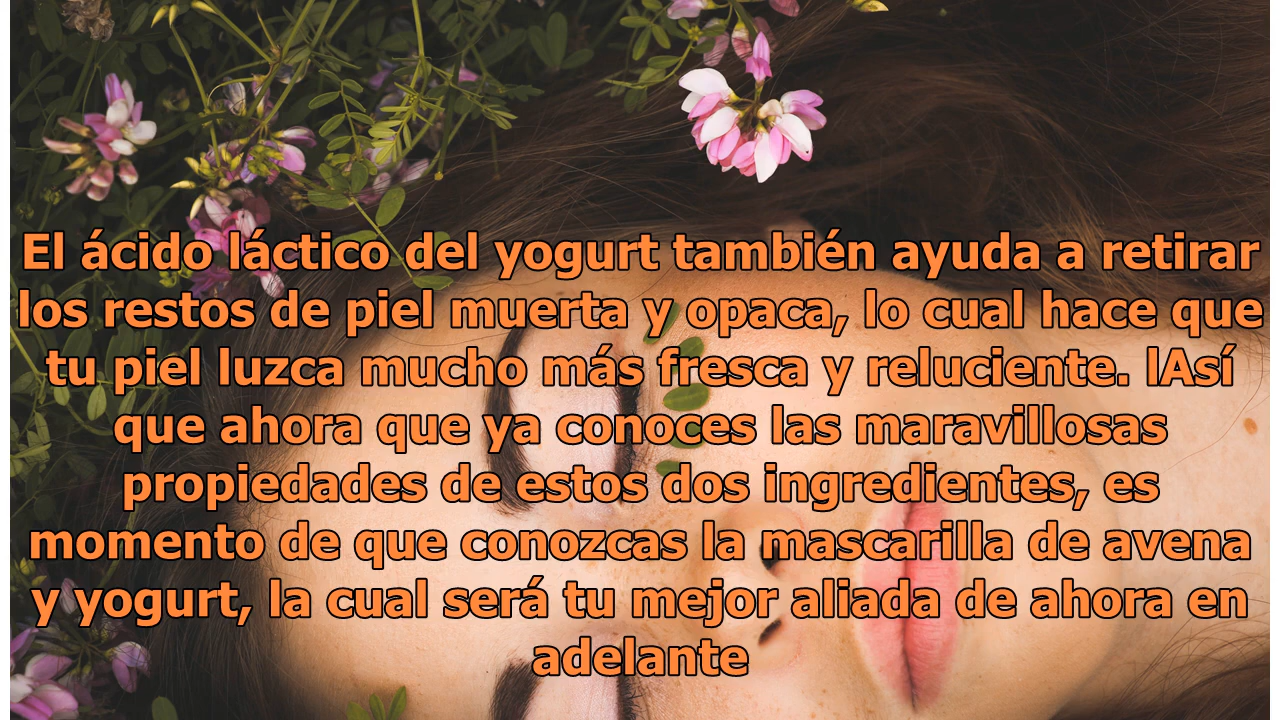 El ácido láctico del yogurt también ayuda a retirar
los restos de piel muerta y opaca, lo cual hace que
tu piel luzca mucho más fresca y reluciente. lAsí
que ahora que ya conoces las maravillosas
propiedades de estos dos ingredientes, es
momento de que conozcas la mascarilla de avena
y yogurt, la cual será tu mejor aliada de ahora en
adelante